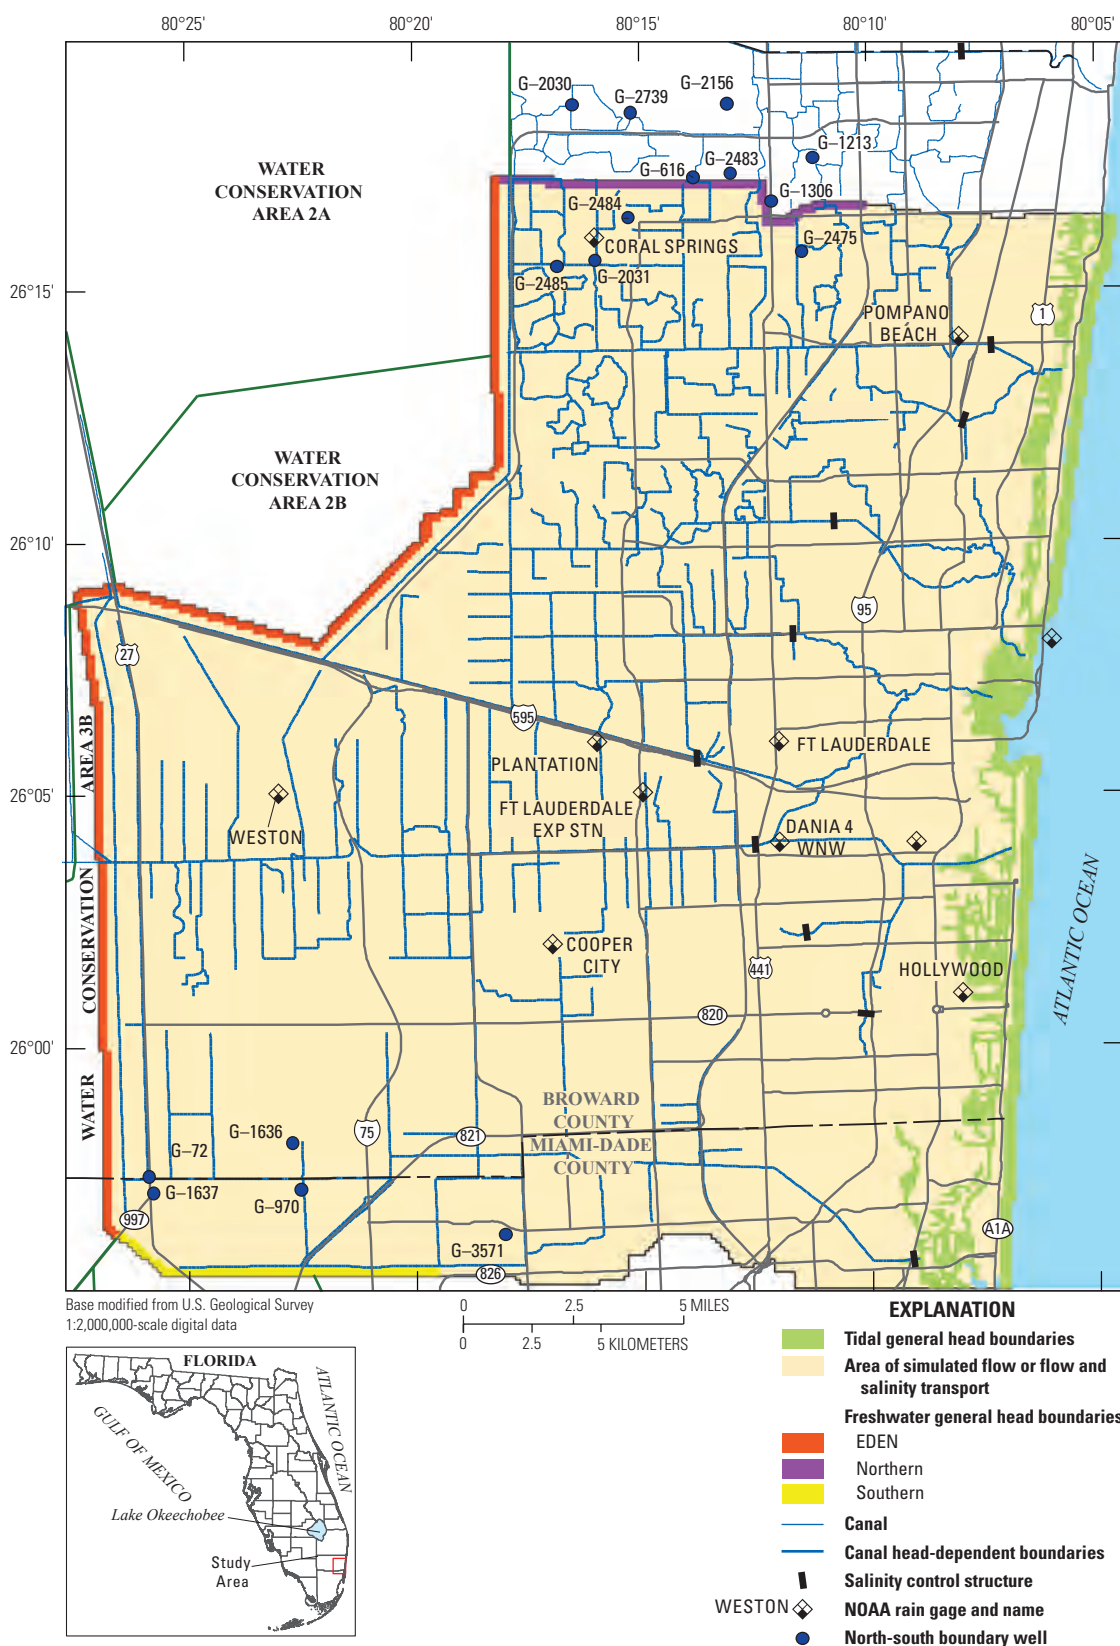 80°25'
80°20'
80°15'
80°10'
80°05'
G–2030
G–2739
G–2156
G–1213
G–616
G–2483
G–1306
WATER
CONSERVATION
AREA 2A
G–2484
CORAL SPRINGS
G–2475
G–2485
G–2031
26°15'
POMPANO
BEACH
1
WATER
CONSERVATION
AREA 2B
26°10'
95
27
595
PLANTATION
FT LAUDERDALE
FT LAUDERDALE
EXP STN
26°05'
WESTON
DANIA 4
WNW
WATER CONSERVATION AREA 3B
COOPER
CITY
441
HOLLYWOOD
ATLANTIC OCEAN
820
26°00'
BROWARD
COUNTY
MIAMI-DADE
COUNTY
G–1636
75
821
G–72
G–1637
G–970
997
G–3571
826
A1A
Base modified from U.S. Geological Survey
1:2,000,000-scale digital data
0 2.5 5 MILES
0 2.5 5 KILOMETERS
FLORIDA
ATLANTIC OCEAN
GULF OF MEXICO
Lake Okeechobee
Study
Area
EXPLANATION
Tidal general head boundaries
Area of simulated flow or flow and
salinity transport
Freshwater general head boundaries
EDEN
Northern
Southern
Canal
Canal head-dependent boundaries
Salinity control structure
WESTON NOAA rain gage and name
North-south boundary well